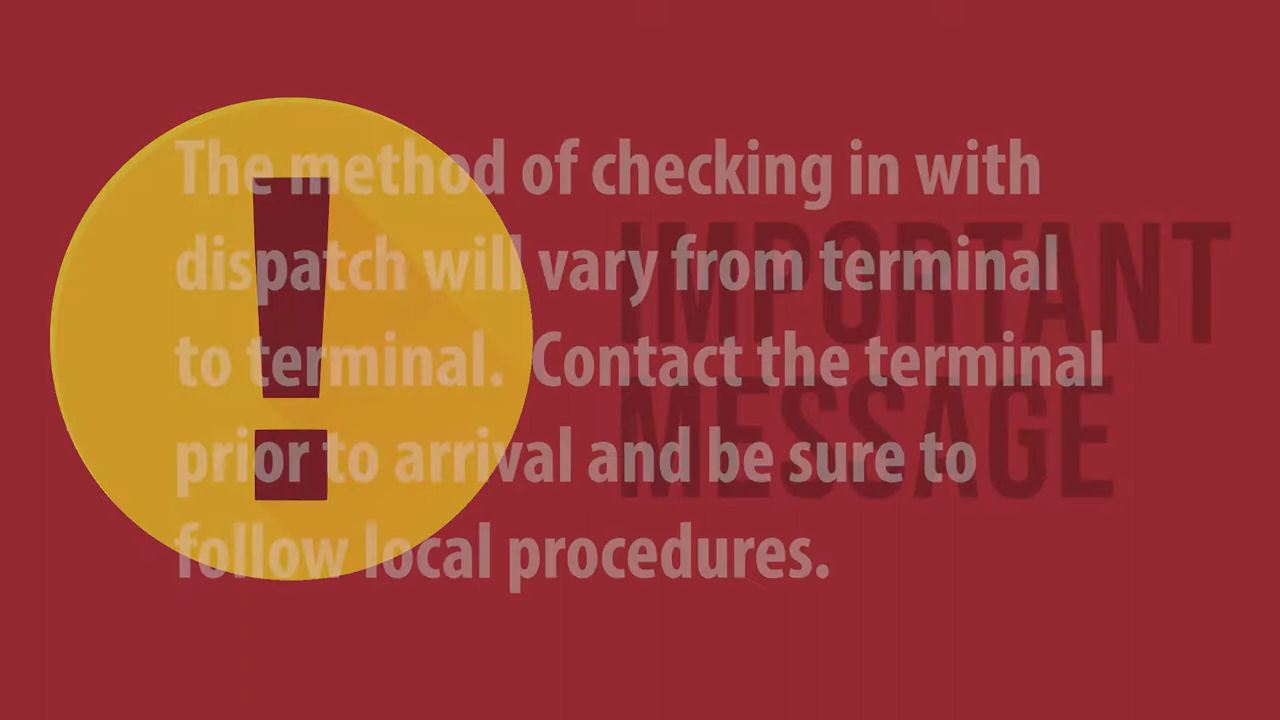 The method of checking in with
dispatch will vary from terminal
to terminal. Contact the terminal
prior to arrival and be sure to
follow local procedures.
IMPORTANT
MESSAGE